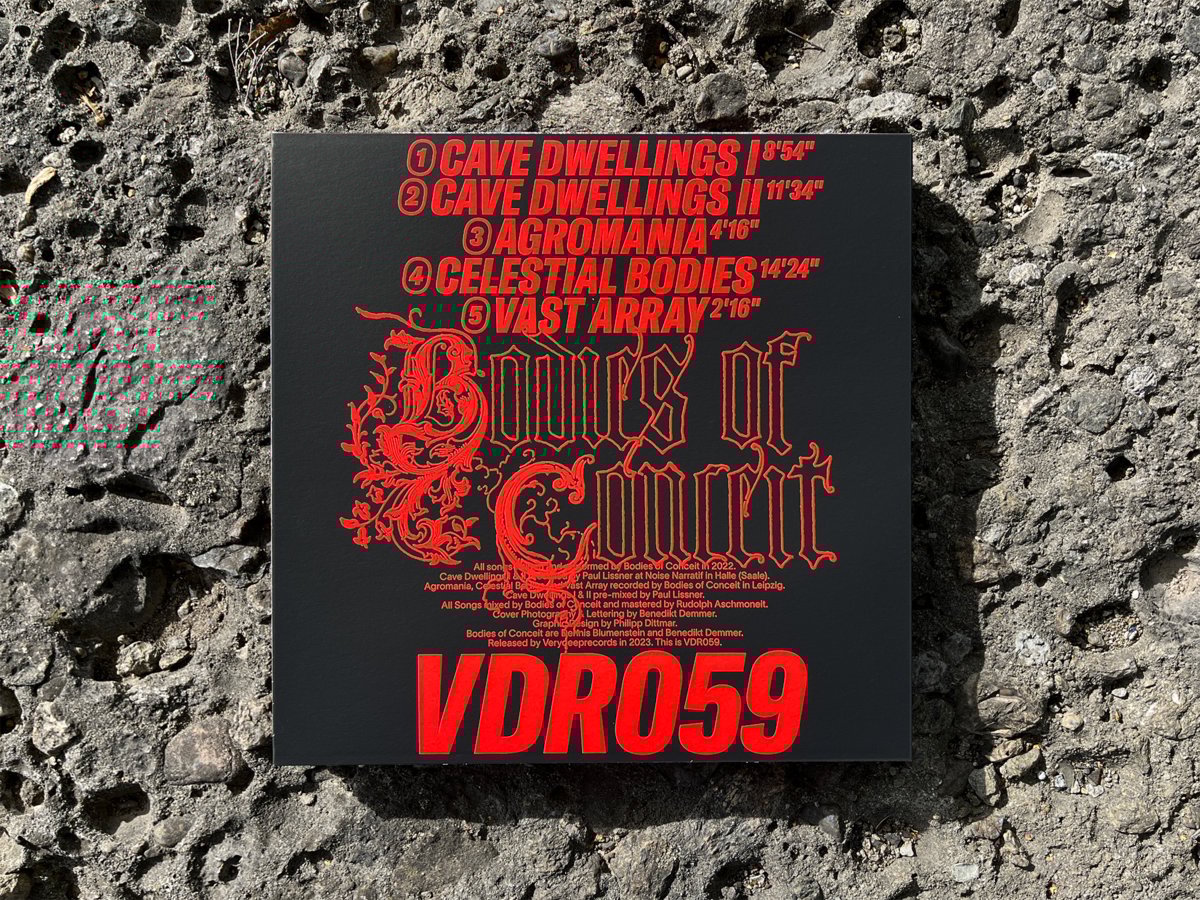 ① CAVE DWELLINGS I 8'54"
② CAVE DWELLINGS II 11'34"
③ AGROMANIA 4'16"
④ CELESTIAL BODIES 14'24"
⑤ VAST ARRAY 2'16"
Bodies of
Conceit
All songs performed by Bodies of Conceit in 2022.
Cave Dwellings I & II recorded by Paul Lissner at Noise Narratif in Halle (Saale).
Agromania, Celestial Bodies and Vast Array recorded by Bodies of Conceit in Leipzig.
Cave Dwellings I & II pre-mixed by Paul Lissner.
All Songs mixed by Bodies of Conceit and mastered by Rudolph Aschmoneit.
Cover Photography & Lettering by Benedikt Demmer.
Graphic Design by Philipp Dittmar.
Bodies of Conceit are Dennis Blumenstein and Benedikt Demmer.
Released by Verydeeprecords in 2023. This is VDR059.
VDR059